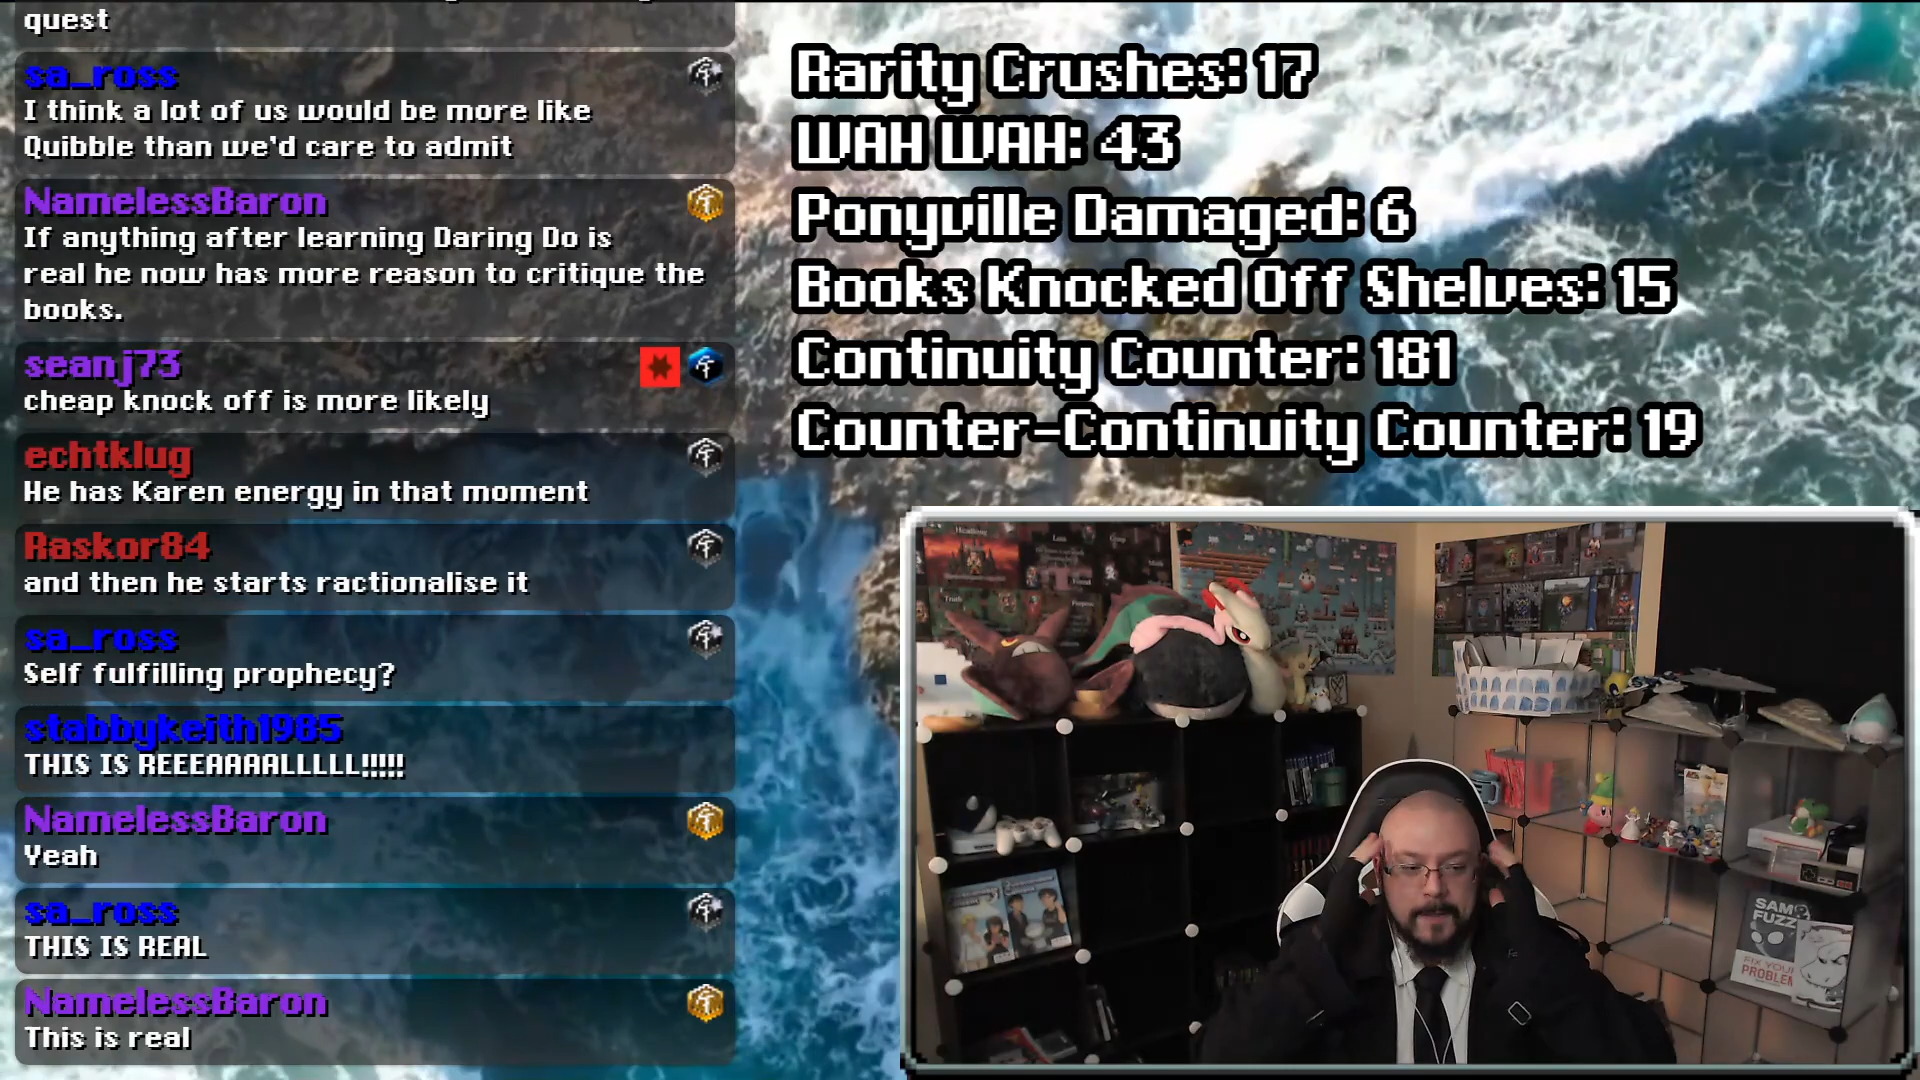 quest
sa_ross
I think a lot of us would be more like
Quibble than we'd care to admit
NamelessBaron
If anything after learning Daring Do is
real he now has more reason to critique the
books.
seanj73
cheap knock off is more likely
echtklug
He has Karen energy in that moment
Raskor84
and then he starts ractionalise it
sa_ross
Self fulfilling prophecy?
stabbykeith1985
THIS IS REEEAAAALLLLL!!!!!
NamelessBaron
Yeah
sa_ross
THIS IS REAL
NamelessBaron
This is real
Rarity Crushes: 17
WAH WAH: 43
Ponyville Damaged: 6
Books Knocked Off Shelves: 15
Continuity Counter: 181
Counter-Continuity Counter: 19
Truth
SAM &
FUZZ
FIX YOUR
PROBLEM